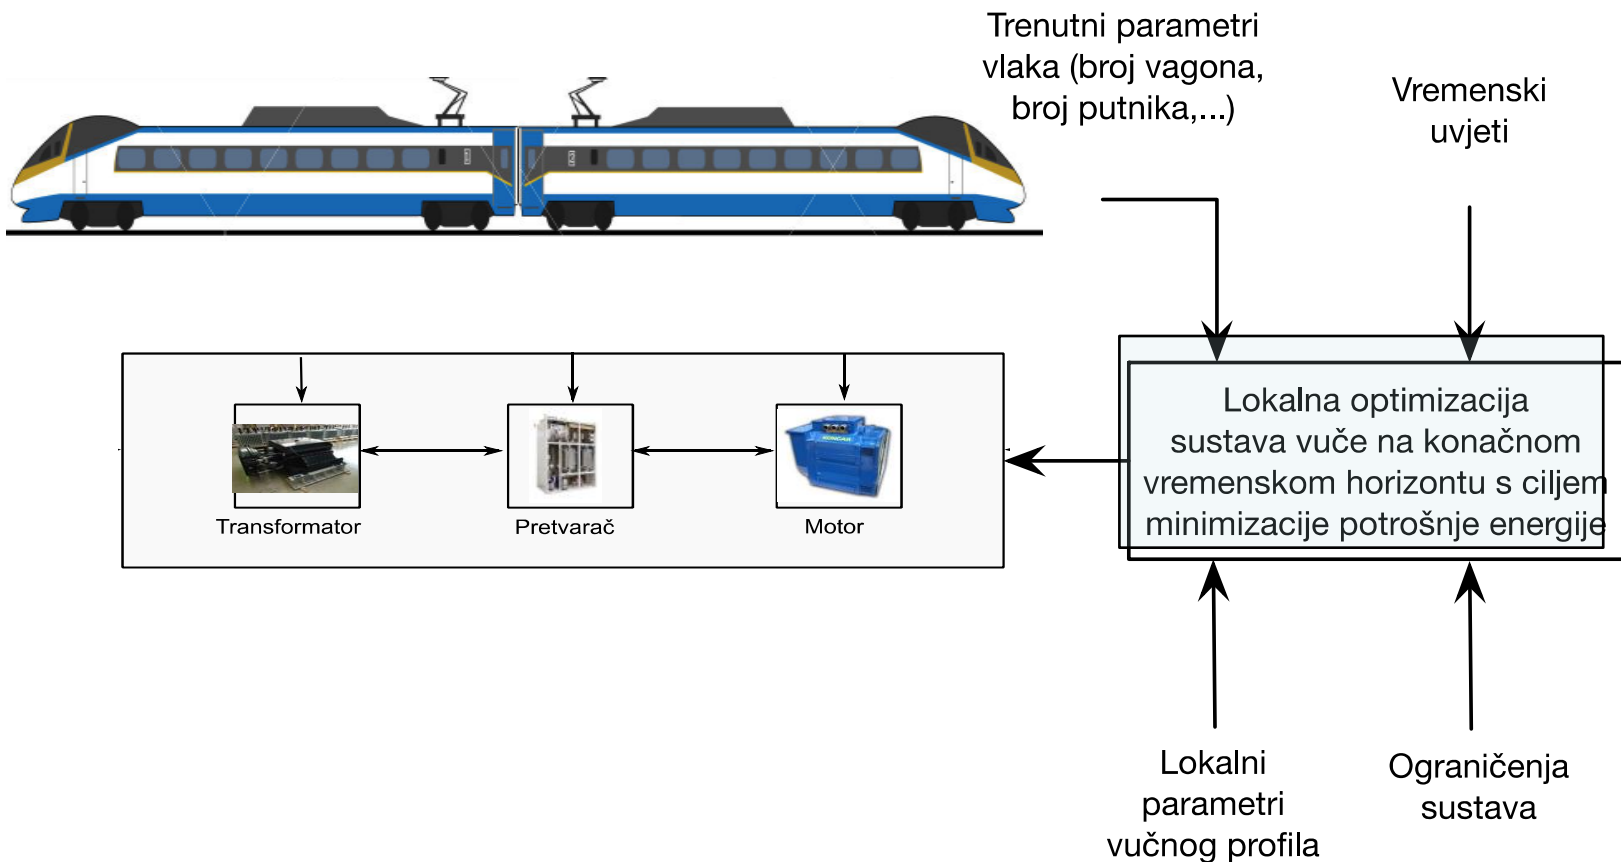 Trenutni parametri
vlaka (broj vagona,
broj putnika,...)
Vremenski
uvjeti
Lokalna optimizacija
sustava vuče na konačnom
vremenskom horizontu s ciljem
minimizacije potrošnje energije
Transformator
Pretvarač
Motor
Lokalni
parametri
vučnog profila
Ograničenja
sustava